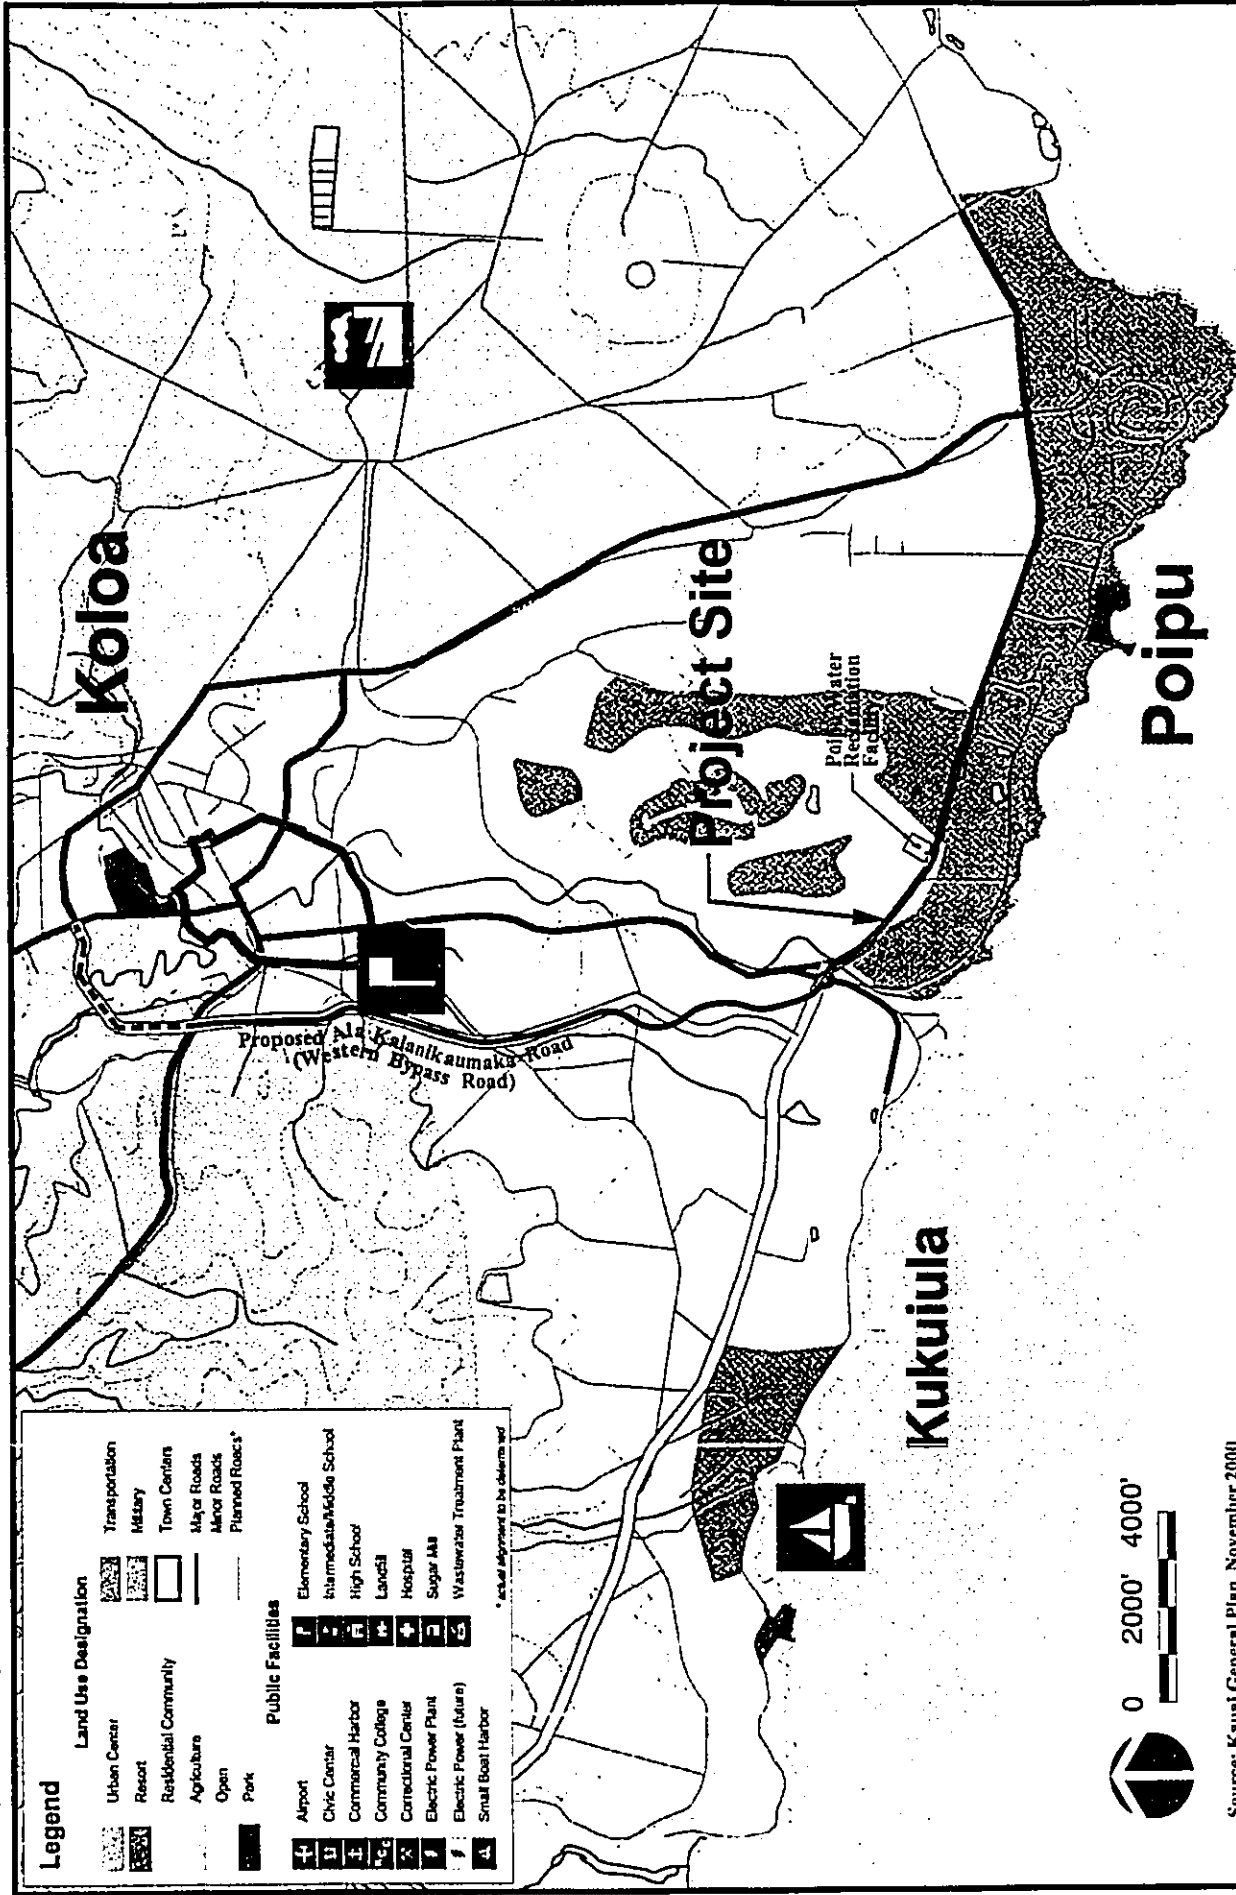 Legend
Land Use Designation
Urban Center
Resort
Residential Community
Agriculture
Open
Park
Transportation
Military
Town Centers
Major Roads
Minor Roads
Planned Roads*
Public Facilities
Airport
Civic Center
Commercial Harbor
Community College
Correctional Center
Electric Power Plant
Electric Power (future)
Small Boat Harbor
Elementary School
Intermediate/Middle School
High School
Landfill
Hospital
Sugar Mill
Wastewater Treatment Plant
* actual alignment to be determined
Koloa
Proposed Ala Kalanikaumaka Road
(Western Bypass Road)
Project Site
Poipu Water
Reclamation
Facility
Kukuiula
Poipu
0 2000' 4000'
Source: Kauai General Plan, November 2000